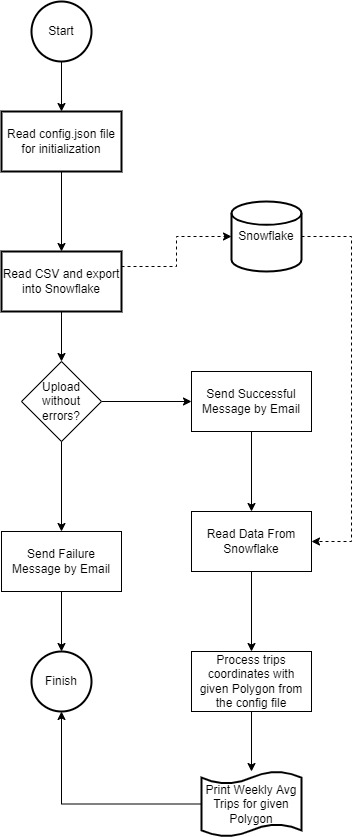 Start
Read config.json file
for initialization
Read CSV and export
into Snowflake
Snowflake
Upload
without
errors?
Send Successful
Message by Email
Read Data From
Snowflake
Send Failure
Message by Email
Process trips
coordinates with
given Polygon from
the config file
Finish
Print Weekly Avg
Trips for given
Polygon